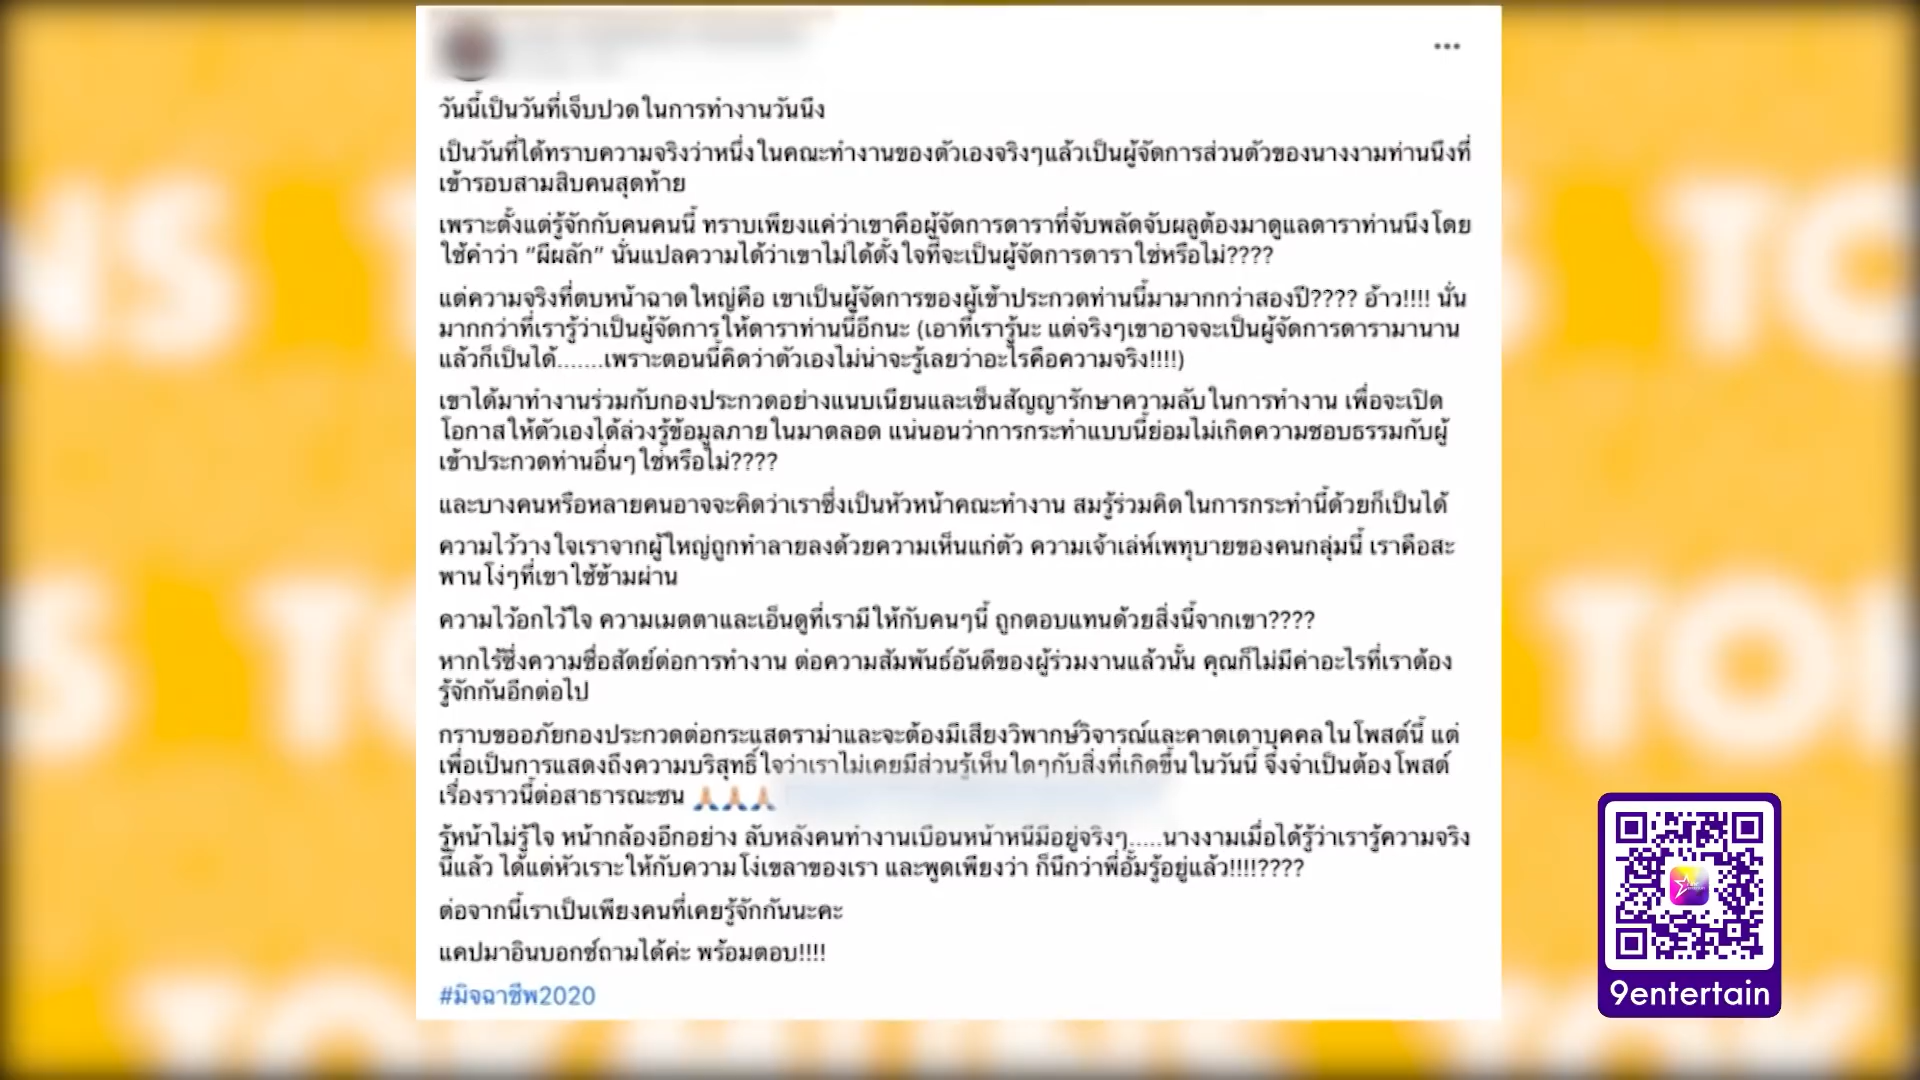 วันนี้เป็นวันที่เจ็บปวดในการทำงานวันนึง
เป็นวันที่ได้ทราบความจริงว่าหนึ่งในคณะทำงานของตัวเองจริงๆแล้วเป็นผู้จัดการส่วนตัวของนางงามท่านนึงที่
เข้ารอบสามสิบคนสุดท้าย
เพราะตั้งแต่รู้จักกับคนคนนี้ ทราบเพียงแค่ว่าเขาคือผู้จัดการดาราที่จับพลัดจับผลูต้องมาดูแลดาราท่านนึงโดย
ใช้คำว่า “ผีผลัก” นั่นแปลความได้ว่าเขาไม่ได้ตั้งใจที่จะเป็นผู้จัดการดาราใช่หรือไม่????
แต่ความจริงที่ตบหน้าฉาดใหญ่คือ เขาเป็นผู้จัดการของผู้เข้าประกวดท่านนี้มามากกว่าสองปี???? อ้าว!!!! นั่น
มากกว่าที่เรารู้ว่าเป็นผู้จัดการให้ดาราท่านนี้อีกนะ (เอาที่เรารู้นะ แต่จริงๆเขาอาจจะเป็นผู้จัดการดารามานาน
แล้วก็เป็นได้.......เพราะตอนนี้คิดว่าตัวเองไม่น่าจะรู้เลยว่าอะไรคือความจริง!!!!)
เขาได้มาทำงานร่วมกับกองประกวดอย่างแนบเนียนและเซ็นสัญญารักษาความลับในการทำงาน เพื่อจะเปิด
โอกาสให้ตัวเองได้ล่วงรู้ข้อมูลภายในมาตลอด แน่นอนว่าการกระทำแบบนี้ย่อมไม่เกิดความชอบธรรมกับผู้
เข้าประกวดท่านอื่นๆใช่หรือไม่????
และบางคนหรือหลายคนอาจจะคิดว่าเราซึ่งเป็นหัวหน้าคณะทำงาน สมรู้ร่วมคิดในการกระทำนี้ด้วยก็เป็นได้
ความไว้วางใจเราจากผู้ใหญ่ถูกทำลายลงด้วยความเห็นแก่ตัว ความเจ้าเล่ห์เพทุบายของคนกลุ่มนี้ เราคือสะ
พานโง่ๆที่เขาใช้ข้ามผ่าน
ความไว้อกไว้ใจ ความเมตตาและเอ็นดูที่เรามีให้กับคนๆนี้ ถูกตอบแทนด้วยสิ่งนี้จากเขา????
หากไร้ซึ่งความซื่อสัตย์ต่อการทำงาน ต่อความสัมพันธ์อันดีของผู้ร่วมงานแล้วนั้น คุณก็ไม่มีค่าอะไรที่เราต้อง
รู้จักกันอีกต่อไป
กราบขออภัยกองประกวดต่อกระแสดราม่าและจะต้องมีเสียงวิพากษ์วิจารณ์และคาดเดาบุคคลในโพสต์นี้ แต่
เพื่อเป็นการแสดงถึงความบริสุทธิ์ใจว่าเราไม่เคยมีส่วนรู้เห็นใดๆกับสิ่งที่เกิดขึ้นในวันนี้ จึงจำเป็นต้องโพสต์
เรื่องราวนี้ต่อสาธารณะชน 🙏🙏🙏
รู้หน้าไม่รู้ใจ หน้ากล้องอีกอย่าง ลับหลังคนทำงานเบือนหน้าหนีมีอยู่จริงๆ.....นางงามเมื่อได้รู้ว่าเรารู้ความจริง
นี้แล้ว ได้แต่หัวเราะให้กับความโง่เขลาของเรา และพูดเพียงว่า ก็นึกว่าพี่อั้มรู้อยู่แล้ว!!!!????
ต่อจากนี้เราเป็นเพียงคนที่เคยรู้จักกันนะคะ
แคปมาอินบอกซ์ถามได้ค่ะ พร้อมตอบ!!!!
#มิจฉาชีพ2020
9entertain